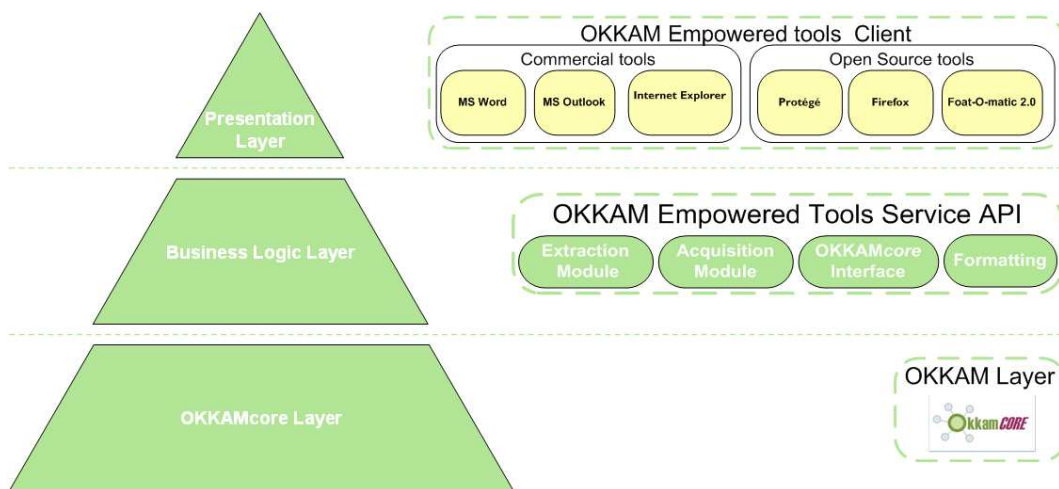 OKKAM Empowered tools Client
Commercial tools
Open Source tools
MS Word
MS Outlook
Internet Explorer
Protégé
Firefox
Foat-O-matic 2.0
Presentation
Layer
OKKAM Empowered Tools Service API
Business Logic Layer
Extraction
Module
Acquisition
Module
OKKAMcore
Interface
Formatting
OKKAM Layer
OKKAMcore Layer
OkkamCORE